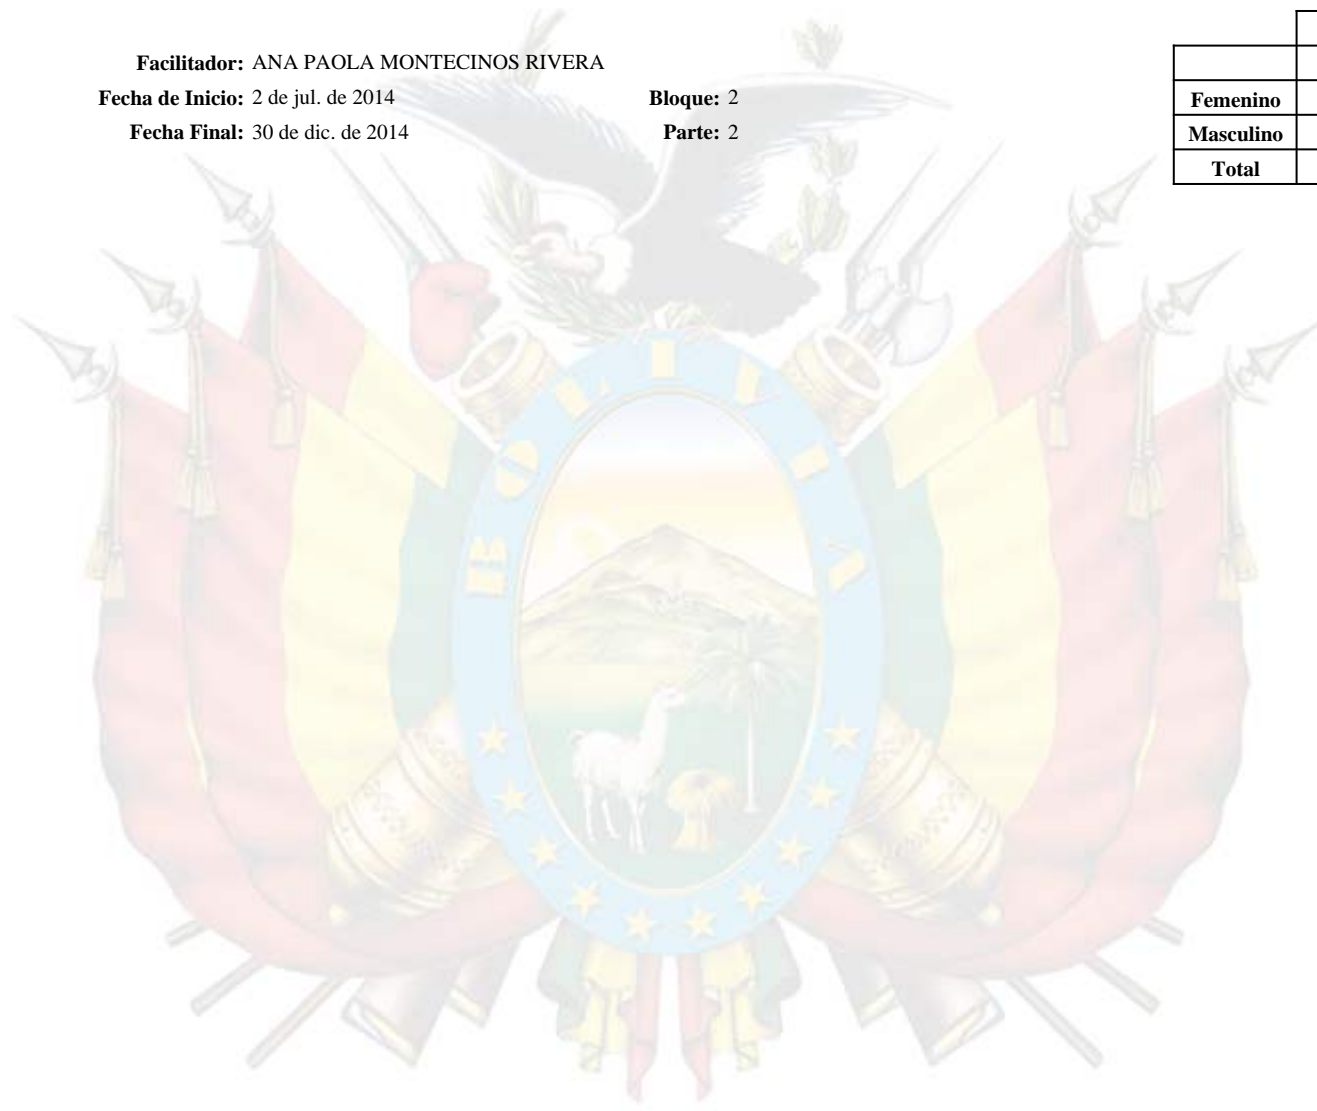 Facilitador: ANA PAOLA MONTECINOS RIVERA
Fecha de Inicio: 2 de jul. de 2014 Bloque: 2
Fecha Final: 30 de dic. de 2014 Parte: 2
Femenino
Masculino
Total
BOLIVIA